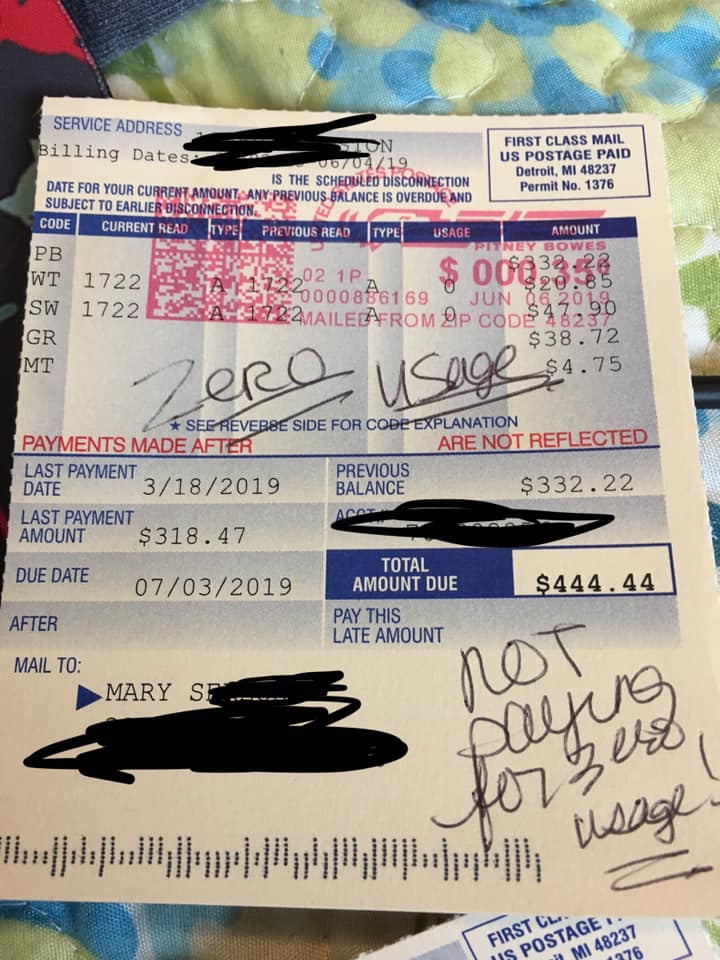 SERVICE ADDRESS
Billing Dates: 06/04/19
IS THE SCHEDULED DISCONNECTION
DATE FOR YOUR CURRENT AMOUNT. ANY PREVIOUS BALANCE IS OVERDUE AND
SUBJECT TO EARLIER DISCONNECTION.
FIRST CLASS MAIL
US POSTAGE PAID
Detroit, MI 48237
Permit No. 1376
CODE CURRENT READ TYPE PREVIOUS READ TYPE USAGE AMOUNT
PITNEY BOWES
PB $332.22
WT 1722 A 1722 A 0 $20.85
02 1P $ 000.35
0000886169 JUN 06 2019
SW 1722 A 1722 A 0 $47.90
MAILED FROM ZIP CODE 48237
GR $38.72
MT $4.75
Zero usage
★ SEE REVERSE SIDE FOR CODE EXPLANATION
PAYMENTS MADE AFTER ARE NOT REFLECTED
LAST PAYMENT DATE 3/18/2019
PREVIOUS BALANCE $332.22
LAST PAYMENT AMOUNT $318.47
ACCT#
DUE DATE 07/03/2019
TOTAL AMOUNT DUE $444.44
AFTER
PAY THIS
LATE AMOUNT
MAIL TO:
MARY
NOT
paying
for zero
usage!
FIRST
US POSTAGE
MI 48237
1376